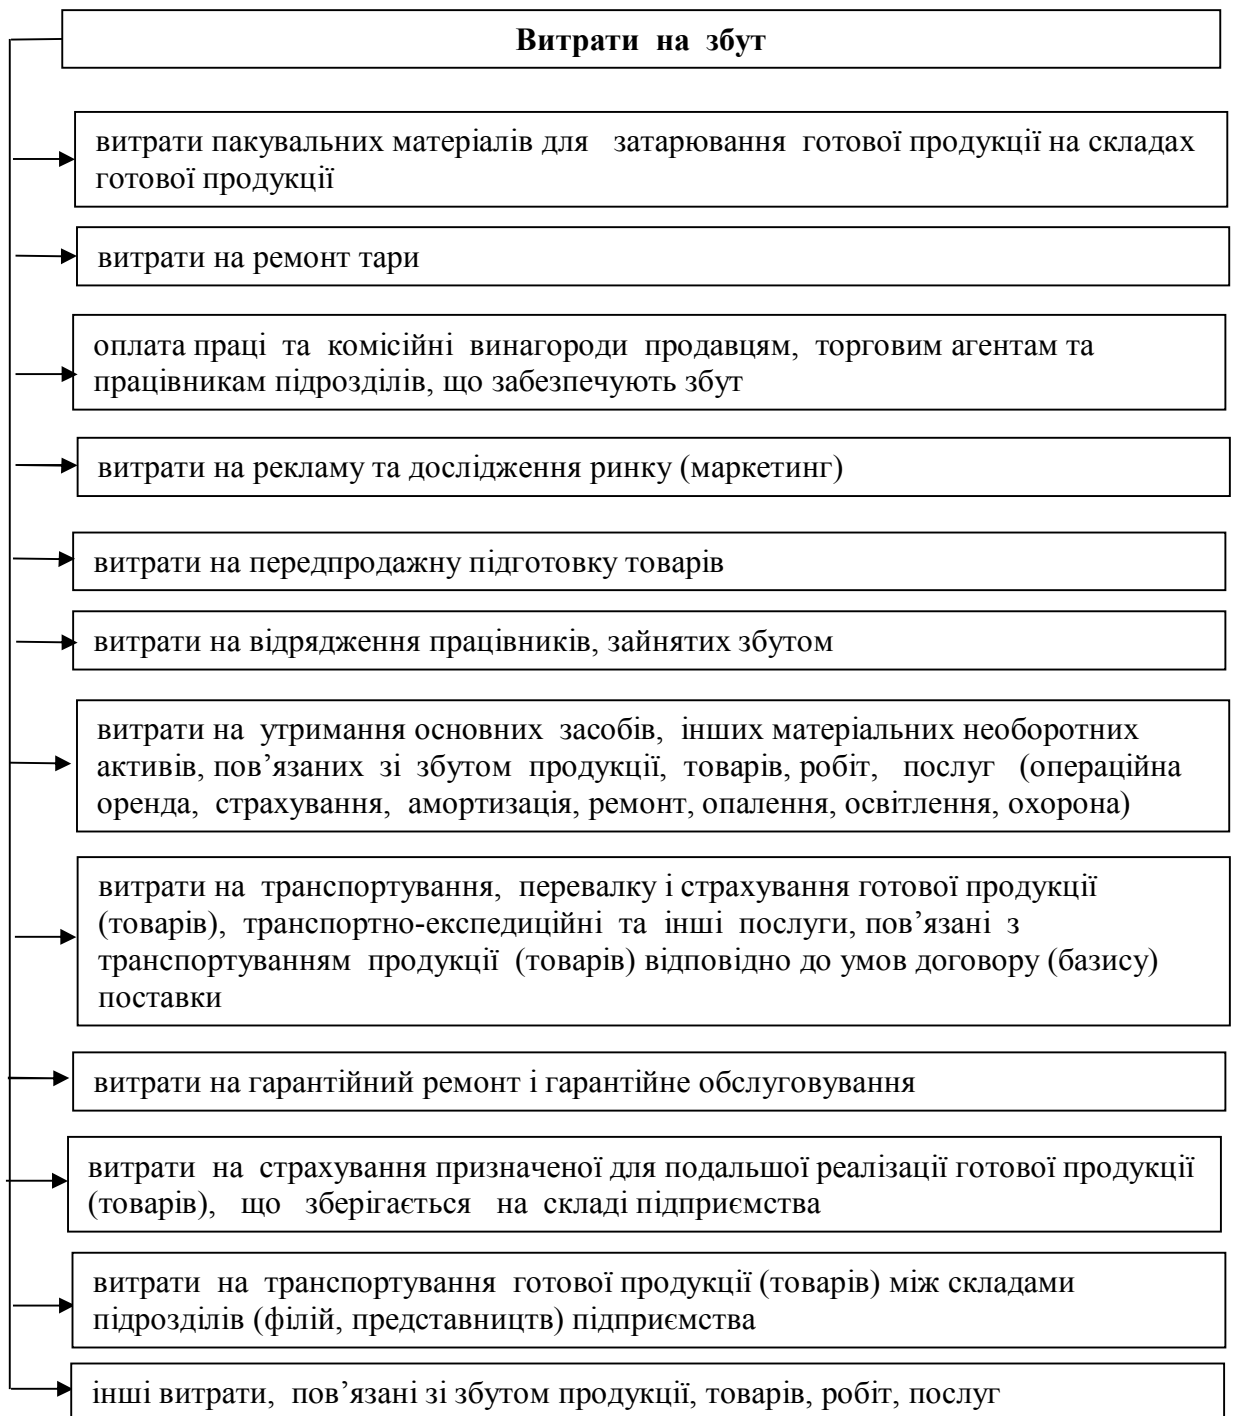 Витрати на збут
витрати пакувальних матеріалів для затарювання готової продукції на складах
готової продукції
витрати на ремонт тари
оплата праці та комісійні винагороди продавцям, торговим агентам та
працівникам підрозділів, що забезпечують збут
витрати на рекламу та дослідження ринку (маркетинг)
витрати на передпродажну підготовку товарів
витрати на відрядження працівників, зайнятих збутом
витрати на утримання основних засобів, інших матеріальних необоротних
активів, пов’язаних зі збутом продукції, товарів, робіт, послуг (операційна
оренда, страхування, амортизація, ремонт, опалення, освітлення, охорона)
витрати на транспортування, перевалку і страхування готової продукції
(товарів), транспортно-експедиційні та інші послуги, пов’язані з
транспортуванням продукції (товарів) відповідно до умов договору (базису)
поставки
витрати на гарантійний ремонт і гарантійне обслуговування
витрати на страхування призначеної для подальшої реалізації готової продукції
(товарів), що зберігається на складі підприємства
витрати на транспортування готової продукції (товарів) між складами
підрозділів (філій, представництв) підприємства
інші витрати, пов’язані зі збутом продукції, товарів, робіт, послуг